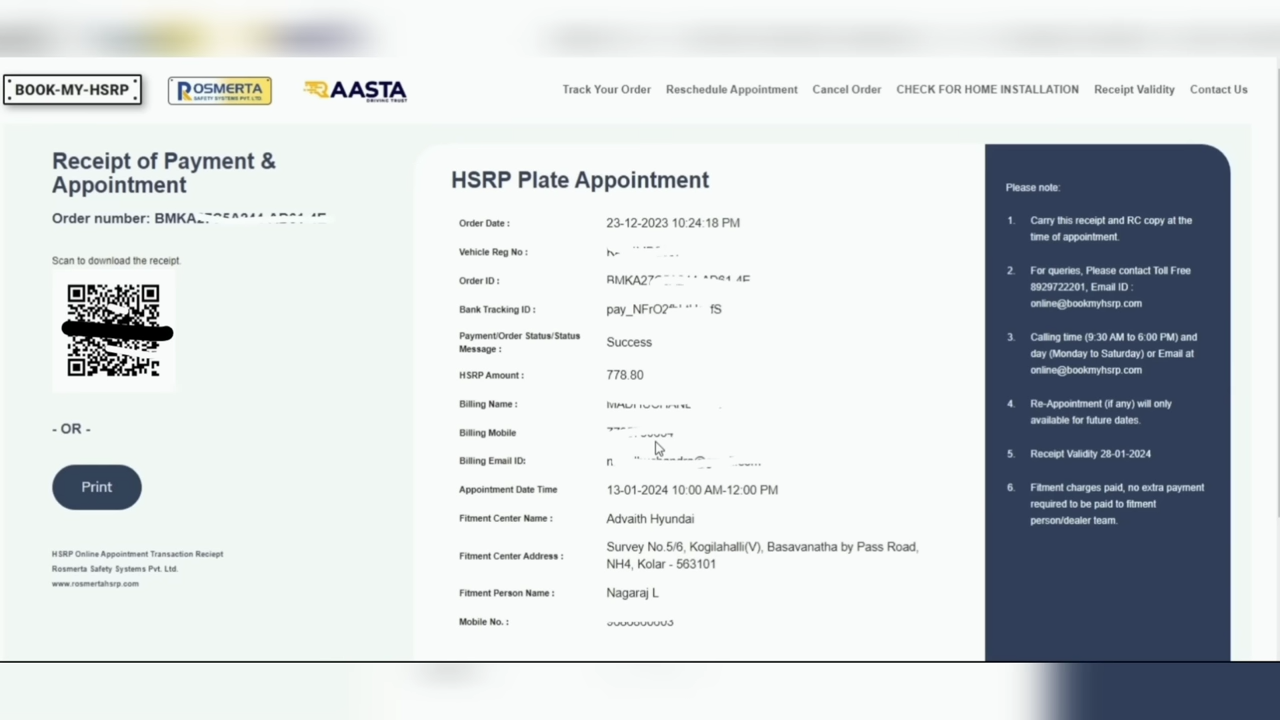 BOOK-MY-HSRP
ROSMERTA
SAFETY SYSTEMS PVT. LTD.
AASTA
DRIVING TRUST
Track Your Order Reschedule Appointment Cancel Order CHECK FOR HOME INSTALLATION Receipt Validity Contact Us
Receipt of Payment &
Appointment
Order number:
Scan to download the receipt.
- OR -
Print
HSRP Online Appointment Transaction Reciept
Rosmerta Safety Systems Pvt. Ltd.
www.rosmertahsrp.com
HSRP Plate Appointment
Order Date : 23-12-2023 10:24:18 PM
Vehicle Reg No :
Order ID :
Bank Tracking ID :
Payment/Order Status/Status
Message : Success
HSRP Amount : 778.80
Billing Name :
Billing Mobile
Billing Email ID:
Appointment Date Time 13-01-2024 10:00 AM-12:00 PM
Fitment Center Name : Advaith Hyundai
Fitment Center Address : Survey No.5/6, Kogilahalli(V), Basavanatha by Pass Road,
NH4, Kolar - 563101
Fitment Person Name : Nagaraj L
Mobile No. :
Please note:
1. Carry this receipt and RC copy at the
time of appointment.
2. For queries, Please contact Toll Free
8929722201, Email ID :
online@bookmyhsrp.com
3. Calling time (9:30 AM to 6:00 PM) and
day (Monday to Saturday) or Email at
online@bookmyhsrp.com
4. Re-Appointment (if any) will only
available for future dates.
5. Receipt Validity 28-01-2024
6. Fitment charges paid, no extra payment
required to be paid to fitment
person/dealer team.